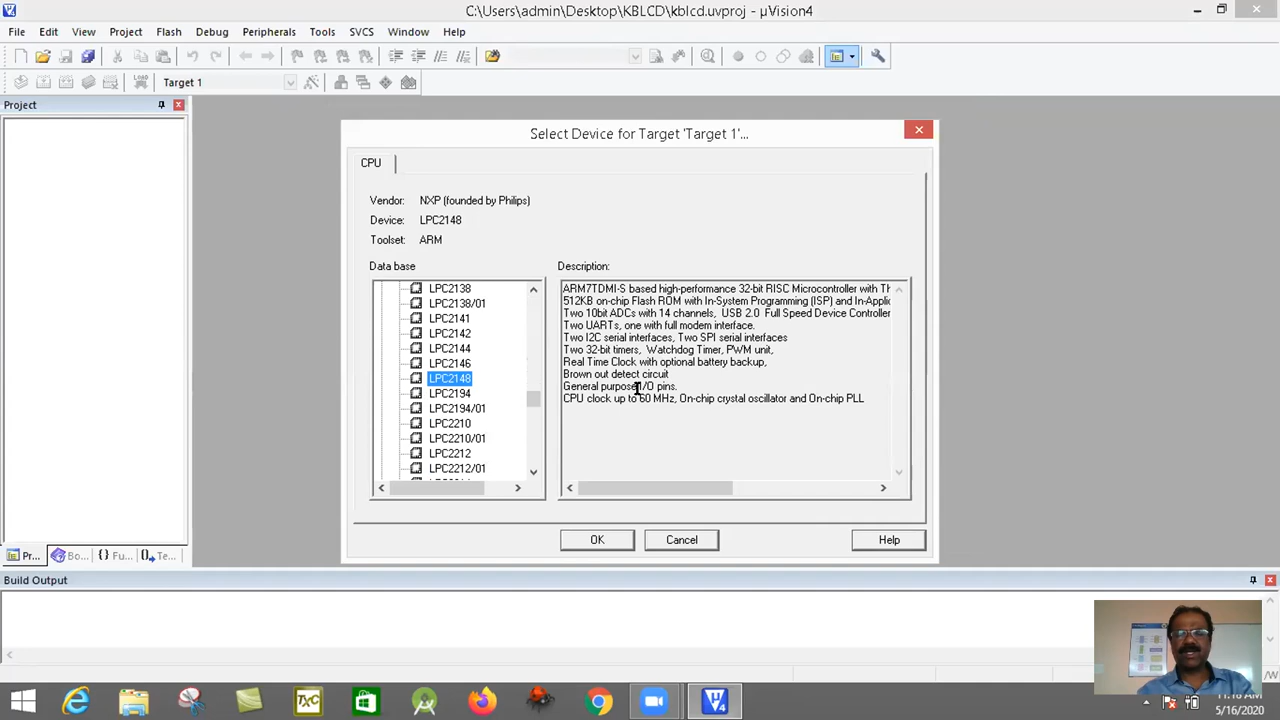 C:\Users\admin\Desktop\KBLCD\kblcd.uvproj - µVision4
File Edit View Project Flash Debug Peripherals Tools SVCS Window Help
Target 1
Project
Select Device for Target 'Target 1'...
CPU
Vendor: NXP (founded by Philips)
Device: LPC2148
Toolset: ARM
Data base
Description:
LPC2138
LPC2138/01
LPC2141
LPC2142
LPC2144
LPC2146
LPC2148
LPC2194
LPC2194/01
LPC2210
LPC2210/01
LPC2212
LPC2212/01
ARM7TDMI-S based high-performance 32-bit RISC Microcontroller with Th
512KB on-chip Flash ROM with In-System Programming (ISP) and In-Applic
Two 10bit ADCs with 14 channels, USB 2.0 Full Speed Device Controller
Two UARTs, one with full modem interface.
Two I2C serial interfaces, Two SPI serial interfaces
Two 32-bit timers, Watchdog Timer, PWM unit,
Real Time Clock with optional battery backup,
Brown out detect circuit
General purpose I/O pins.
CPU clock up to 60 MHz, On-chip crystal oscillator and On-chip PLL
OK Cancel Help
Pr... Bo... {} Fu... Te...
Build Output
/W
TxC
11:18 AM
5/16/2020